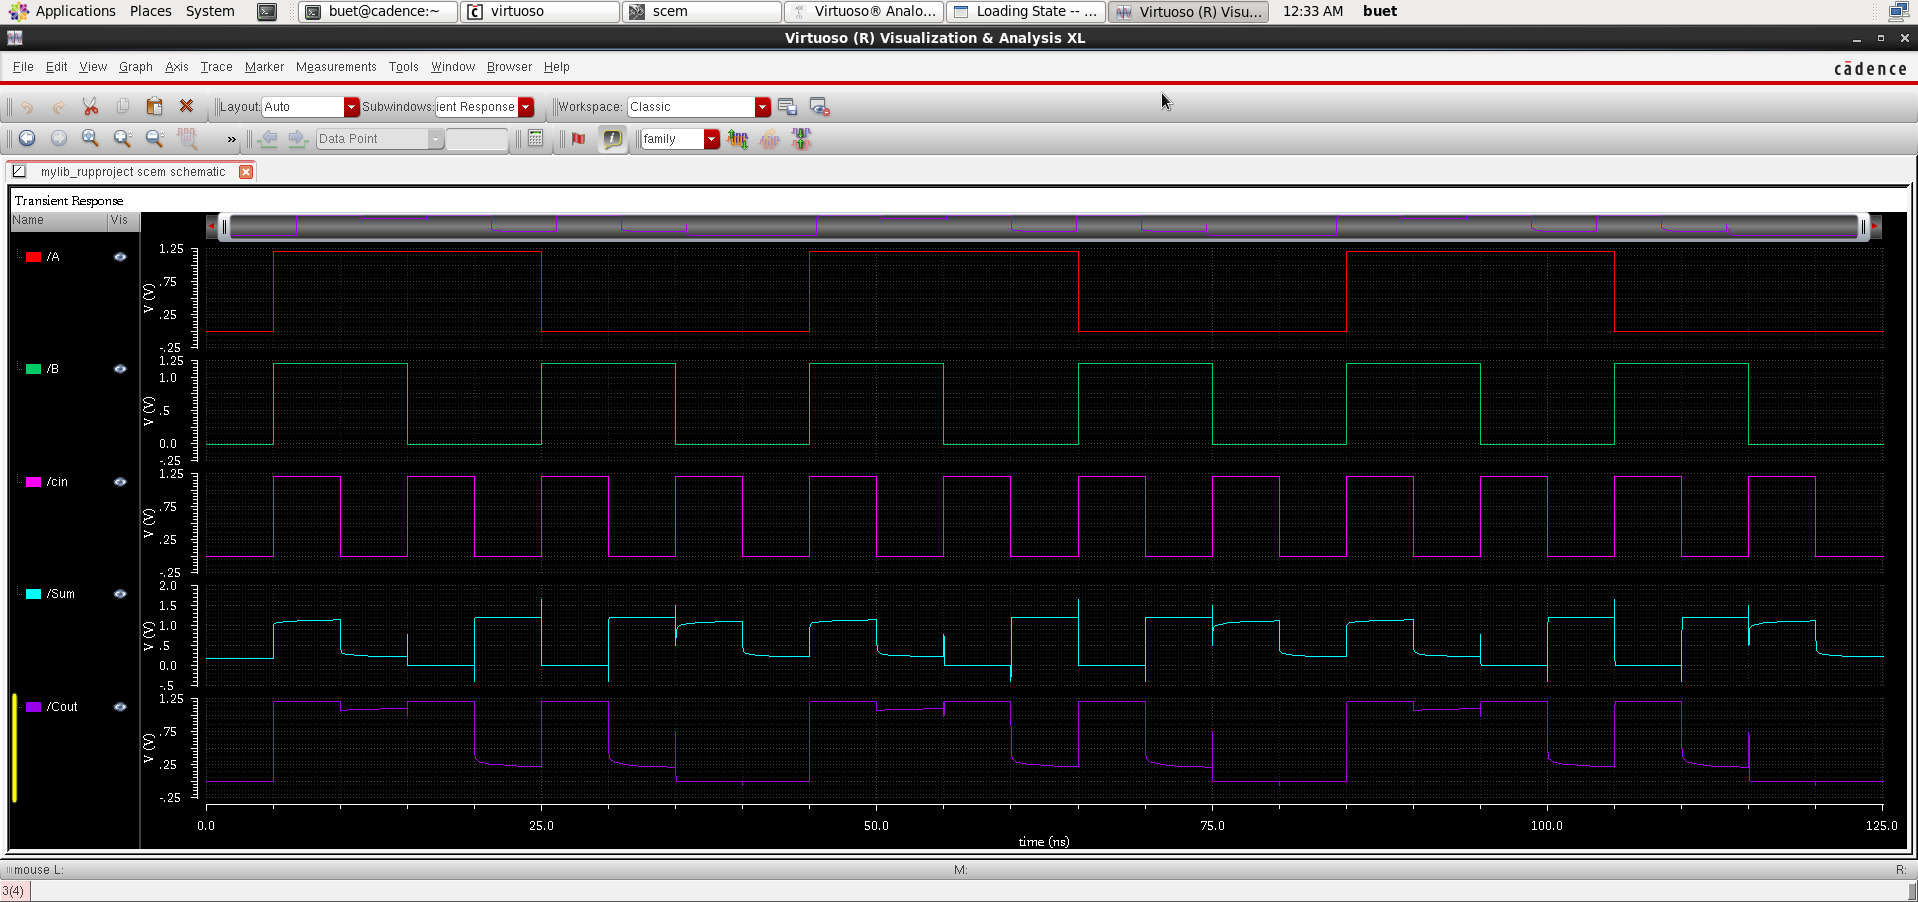 Applications Places System buet@cadence:~ virtuoso scem Virtuoso® Analo... Loading State -- ... Virtuoso (R) Visu... 12:33 AM buet
Virtuoso (R) Visualization & Analysis XL
File Edit View Graph Axis Trace Marker Measurements Tools Window Browser Help
cādence
Layout: Auto Subwindows: ient Response Workspace: Classic
» Data Point family
mylib_rupproject scem schematic
Transient Response
Name Vis
/A
V (V)
1.25
.75
.25
-.25
/B
V (V)
1.25
1.0
.5
0.0
-.25
/cin
V (V)
1.25
.75
.25
-.25
/Sum
V (V)
2.0
1.5
1.0
.5
0.0
-.5
/Cout
V (V)
1.25
.75
.25
-.25
0.0 25.0 50.0 75.0 100.0 125.0
time (ns)
mouse L: M: R:
3(4)